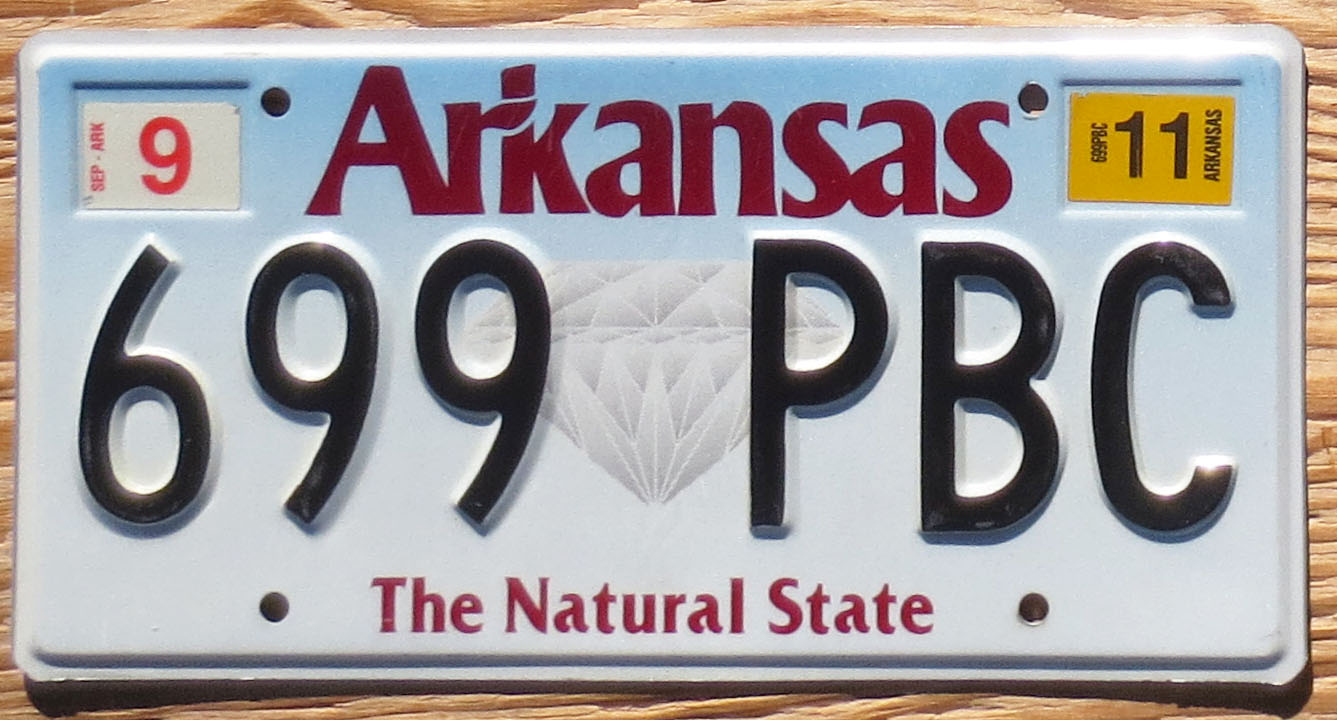 Arkansas
SEP - ARK
9
699PBC
11
ARKANSAS
699 PBC
The Natural State